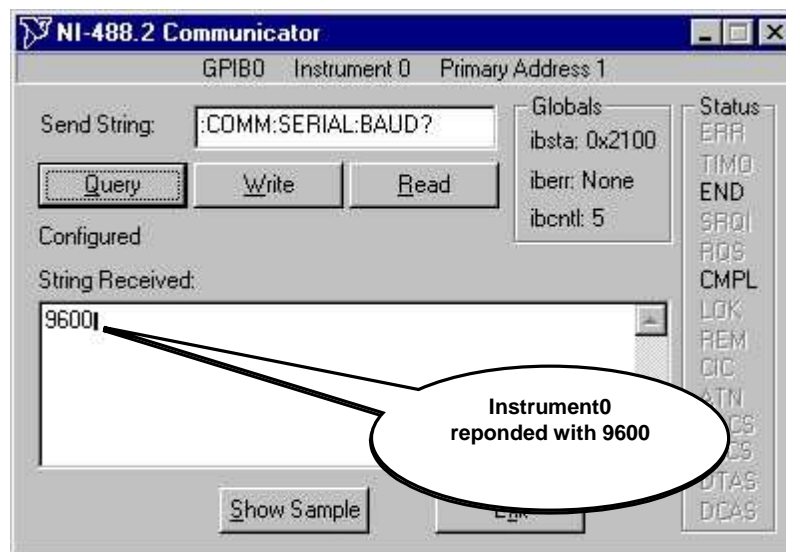 NI-488.2 Communicator
GPIB0 Instrument 0 Primary Address 1
Send String:
:COMM:SERIAL:BAUD?
Query
Write
Read
Configured
String Received:
9600
Globals
ibsta: 0x2100
iberr: None
ibcntl: 5
Status
ERR
TIMO
END
SRQI
RQS
CMPL
LOK
REM
CIC
ATN
DTAS
DCAS
Instrument0
reponded with 9600
Show Sample